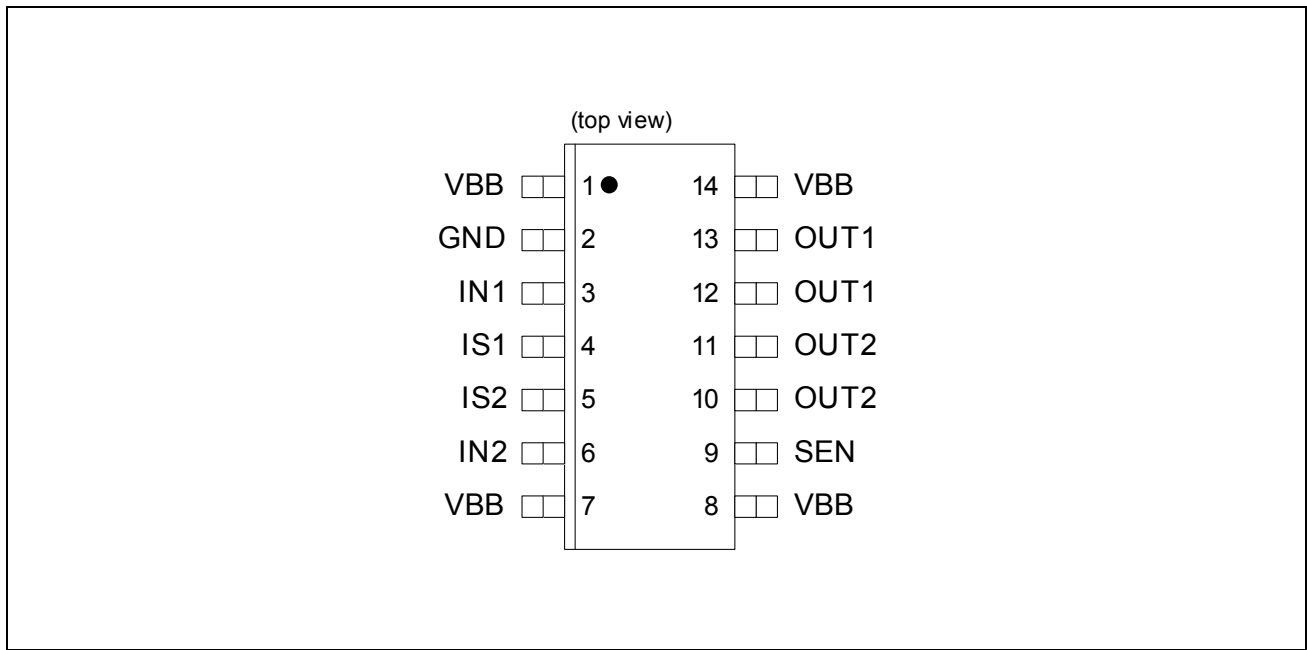 (top view)
VBB 1 14 VBB
GND 2 13 OUT1
IN1 3 12 OUT1
IS1 4 11 OUT2
IS2 5 10 OUT2
IN2 6 9 SEN
VBB 7 8 VBB